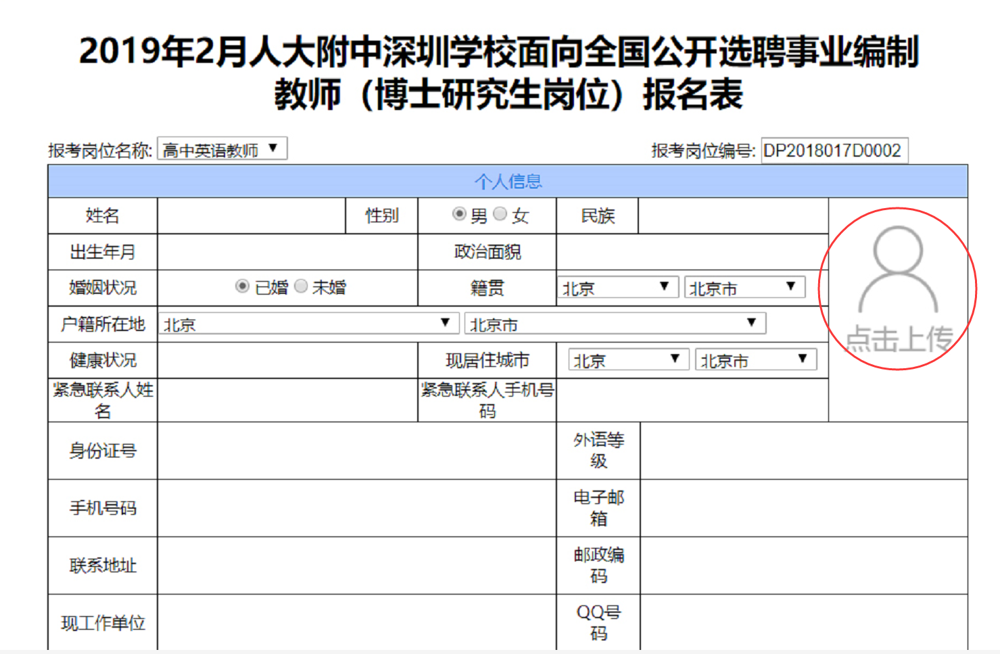 2019年2月人大附中深圳学校面向全国公开选聘事业编制
教师（博士研究生岗位）报名表
报考岗位名称: 高中英语教师 报考岗位编号: DP2018017D0002
个人信息
姓名 性别 男 女 民族
出生年月 政治面貌
婚姻状况 已婚 未婚 籍贯 北京 北京市
户籍所在地 北京 北京市
点击上传
健康状况 现居住城市 北京 北京市
紧急联系人姓
名
紧急联系人手机号
码
身份证号
外语等
级
手机号码
电子邮
箱
联系地址
邮政编
码
现工作单位
QQ号
码